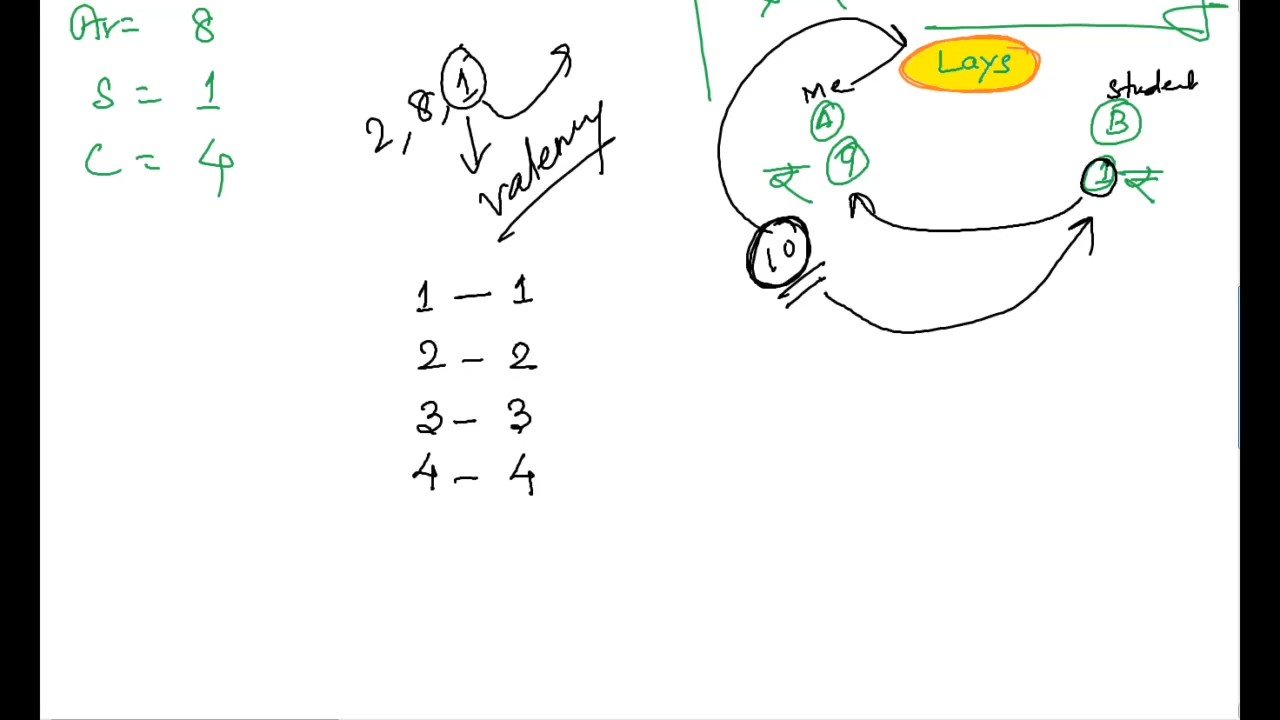 Ar= 8
S = 1
C = 4
2, 8, 1
valency
1 — 1
2 - 2
3 - 3
4 - 4
Lays
Me
student
A
B
₹ 9
1 ₹
10